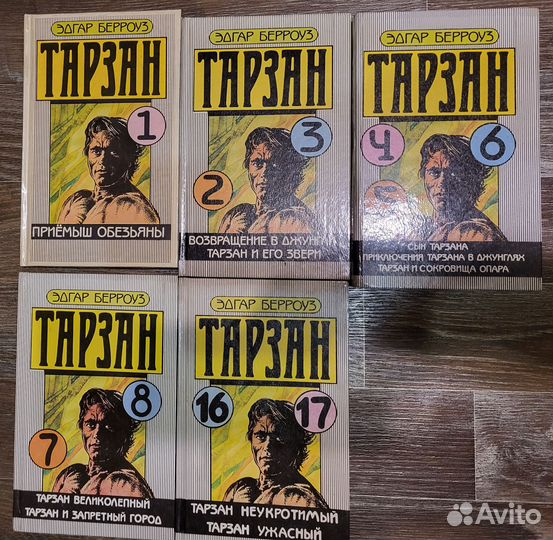 ЭДГАР БЕРРОУЗ
ТАРЗАН
1
ПРИЁМЫШ ОБЕЗЬЯНЫ
ЭДГАР БЕРРОУЗ
ТАРЗАН
3
2
ВОЗВРАЩЕНИЕ В ДЖУНГЛИ
ТАРЗАН И ЕГО ЗВЕРИ
ЭДГАР БЕРРОУЗ
ТАРЗАН
4
6
5
СЫН ТАРЗАНА
ПРИКЛЮЧЕНИЯ ТАРЗАНА В ДЖУНГЛЯХ
ТАРЗАН И СОКРОВИЩА ОПАРА
ЭДГАР БЕРРОУЗ
ТАРЗАН
8
7
ТАРЗАН ВЕЛИКОЛЕПНЫЙ
ТАРЗАН И ЗАПРЕТНЫЙ ГОРОД
ЭДГАР БЕРРОУЗ
ТАРЗАН
16
17
ТАРЗАН НЕУКРОТИМЫЙ
ТАРЗАН УЖАСНЫЙ
Avito